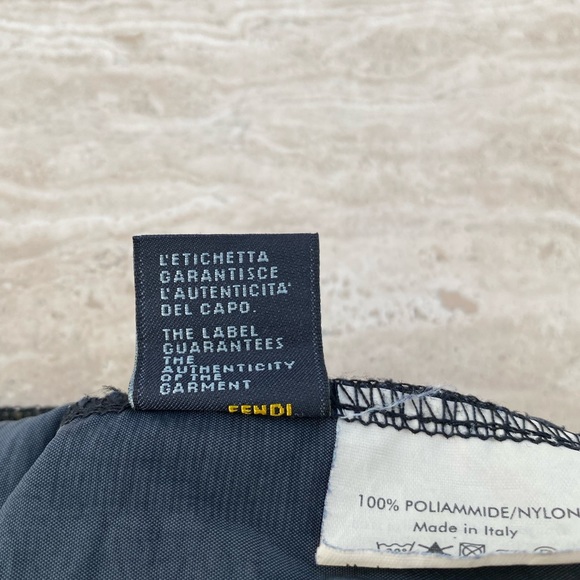 L'ETICHETTA
GARANTISCE
L'AUTENTICITA'
DEL CAPO.
THE LABEL
GUARANTEES
THE
AUTHENTICITY
OF THE
GARMENT
FENDI
100% POLIAMMIDE/NYLON
Made in Italy